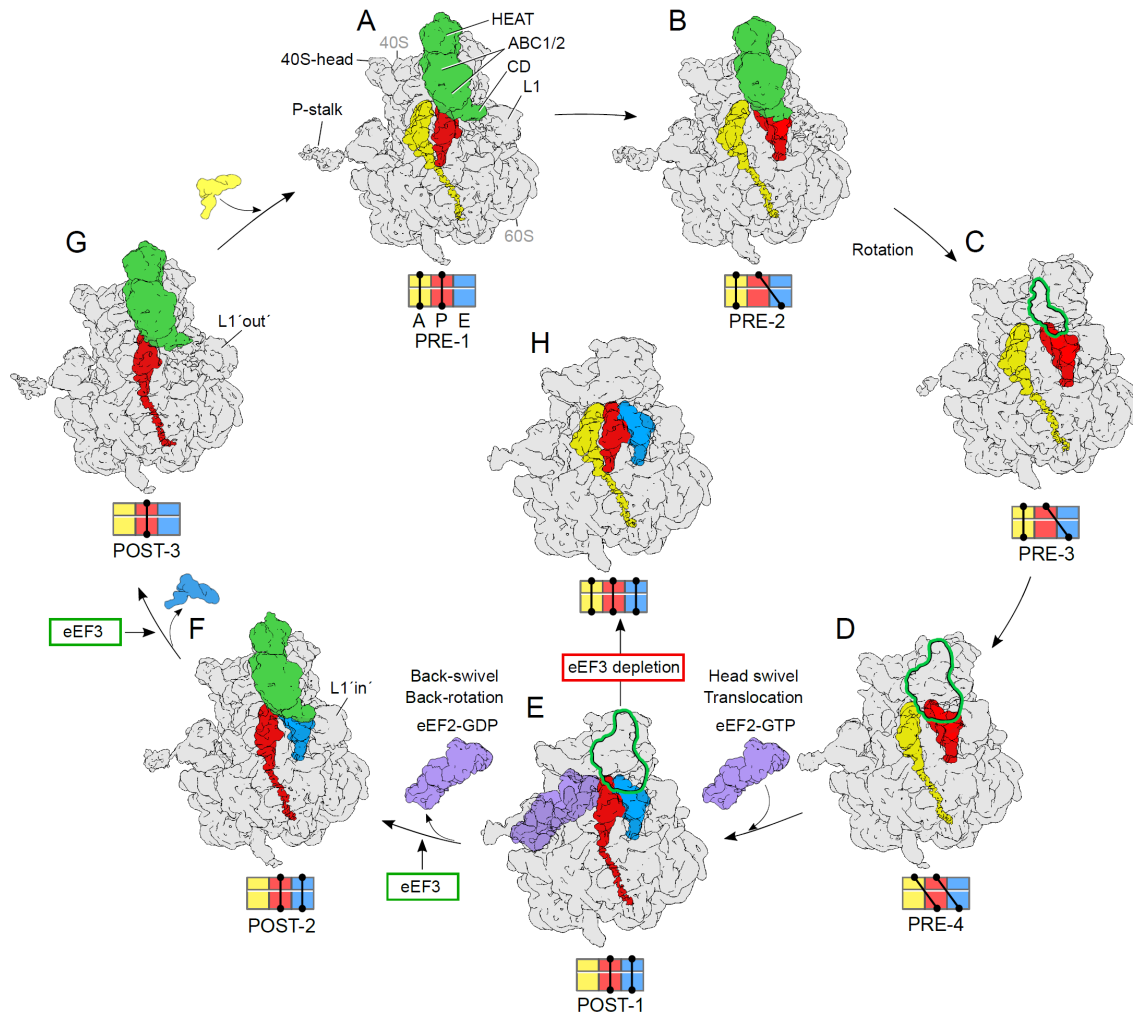 A
HEAT
40S
ABC1/2
40S-head
CD
L1
P-stalk
60S
A P E
PRE-1
B
PRE-2
Rotation
C
PRE-3
G
L1´out´
POST-3
H
eEF3
F
L1´in´
POST-2
Back-swivel
Back-rotation
eEF2-GDP
eEF3
eEF3 depletion
E
POST-1
Head swivel
Translocation
eEF2-GTP
D
PRE-4